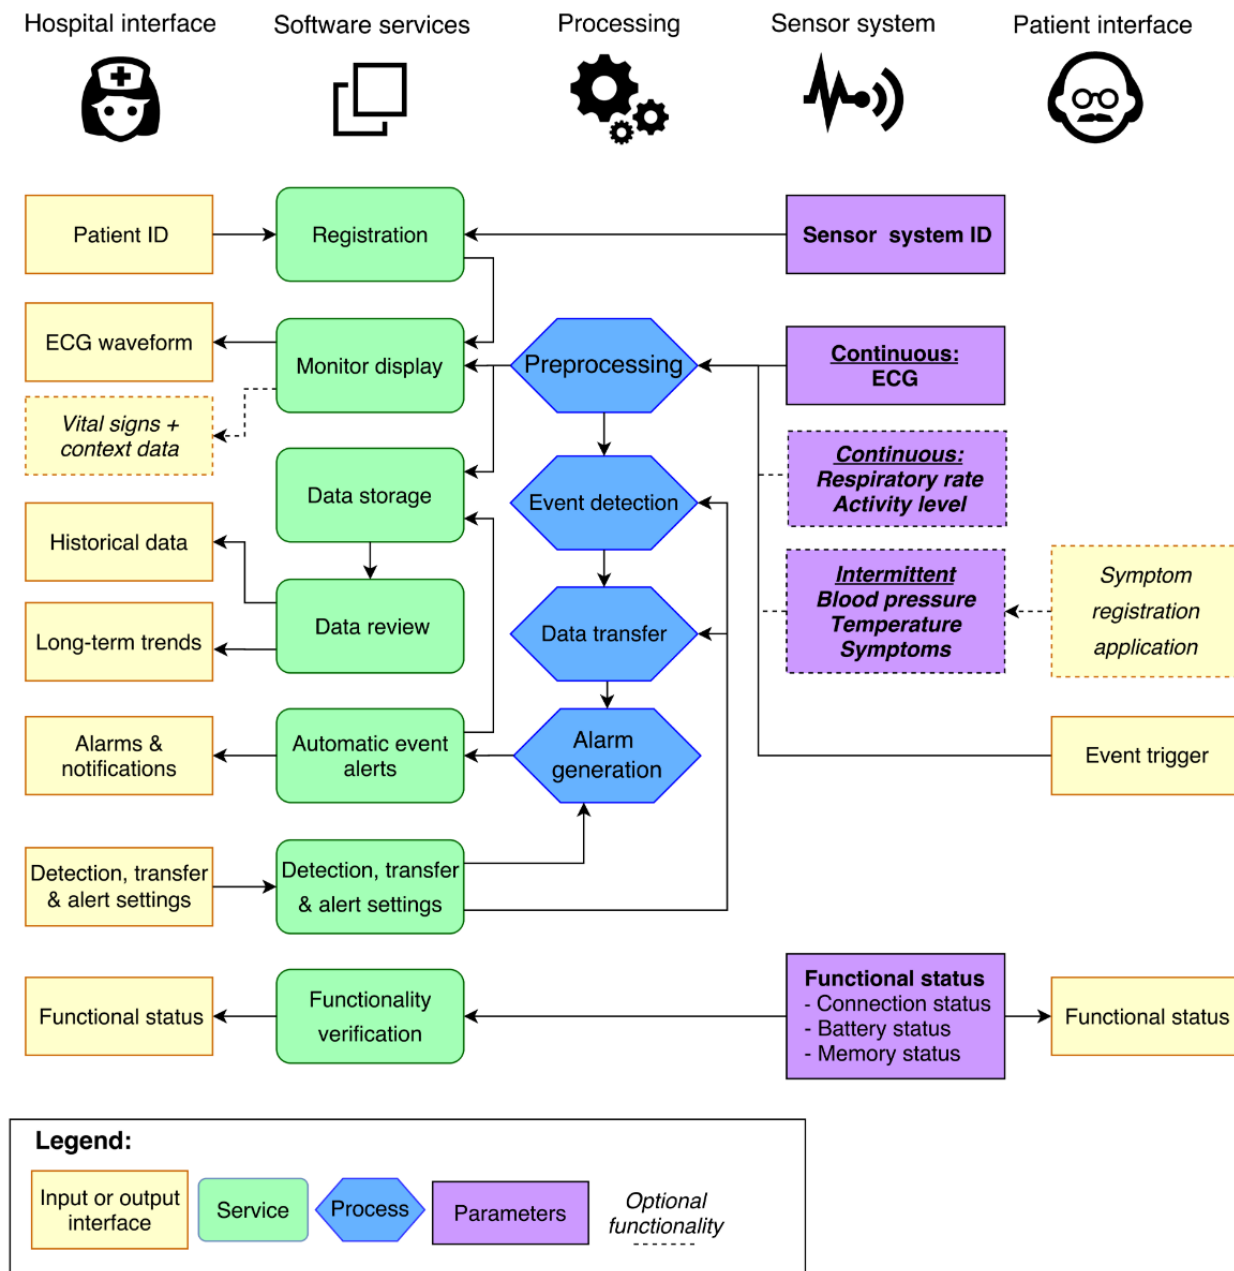 Hospital interface
Software services
Processing
Sensor system
Patient interface
Patient ID
Registration
Sensor system ID
ECG waveform
Monitor display
Preprocessing
Continuous:
ECG
Vital signs +
context data
Data storage
Event detection
Continuous:
Respiratory rate
Activity level
Historical data
Long-term trends
Data review
Data transfer
Intermittent
Blood pressure
Temperature
Symptoms
Symptom
registration
application
Alarms &
notifications
Automatic event
alerts
Alarm
generation
Event trigger
Detection, transfer
& alert settings
Detection, transfer
& alert settings
Functional status
Functionality
verification
Functional status
- Connection status
- Battery status
- Memory status
Functional status
Legend:
Input or output
interface
Service
Process
Parameters
Optional
functionality